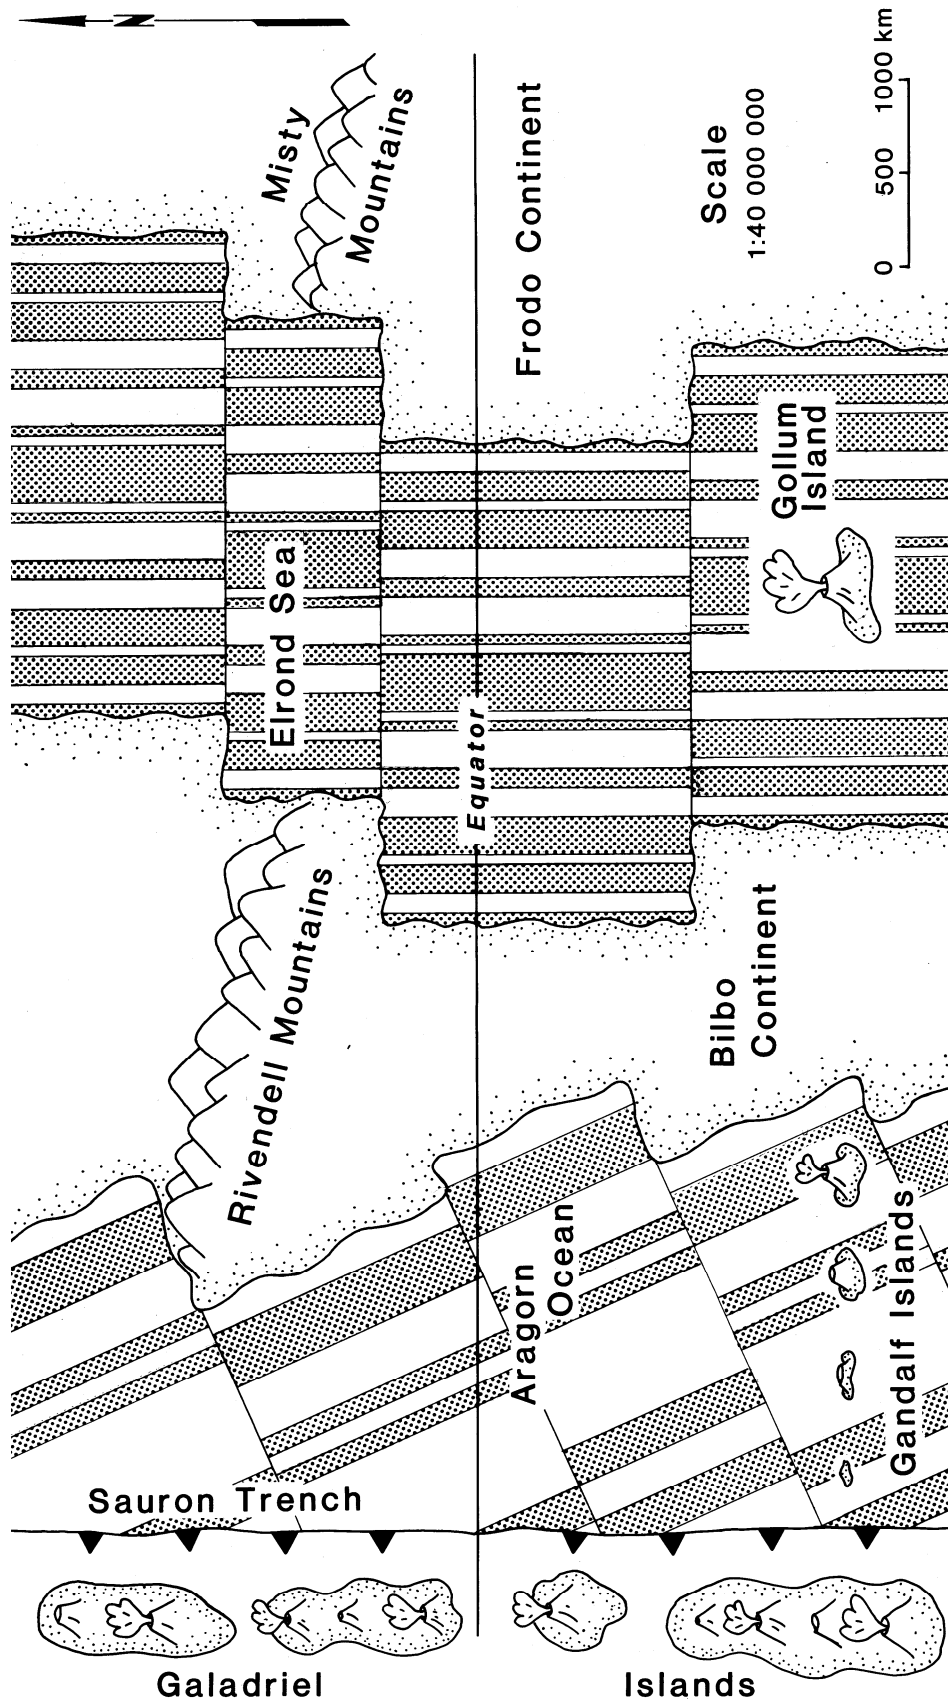 N
Misty
Mountains
Frodo Continent
Scale
1:40 000 000
0 500 1000 km
Elrond Sea
Equator
Gollum
Island
Rivendell Mountains
Bilbo
Continent
Aragorn
Ocean
Gandalf Islands
Sauron Trench
Galadriel Islands